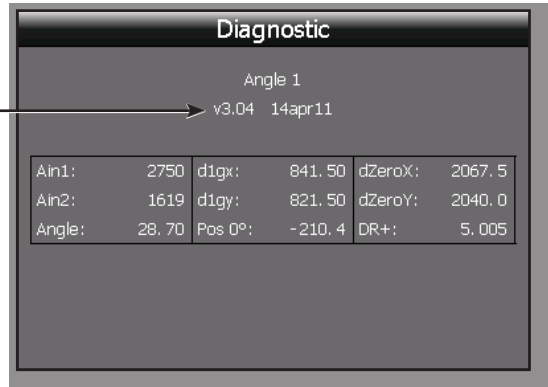 Diagnostic
Angle 1
v3.04 14apr11
Ain1: 2750 d1gx: 841.50 dZeroX: 2067.5
Ain2: 1619 d1gy: 821.50 dZeroY: 2040.0
Angle: 28.70 Pos 0º: -210.4 DR+: 5.005